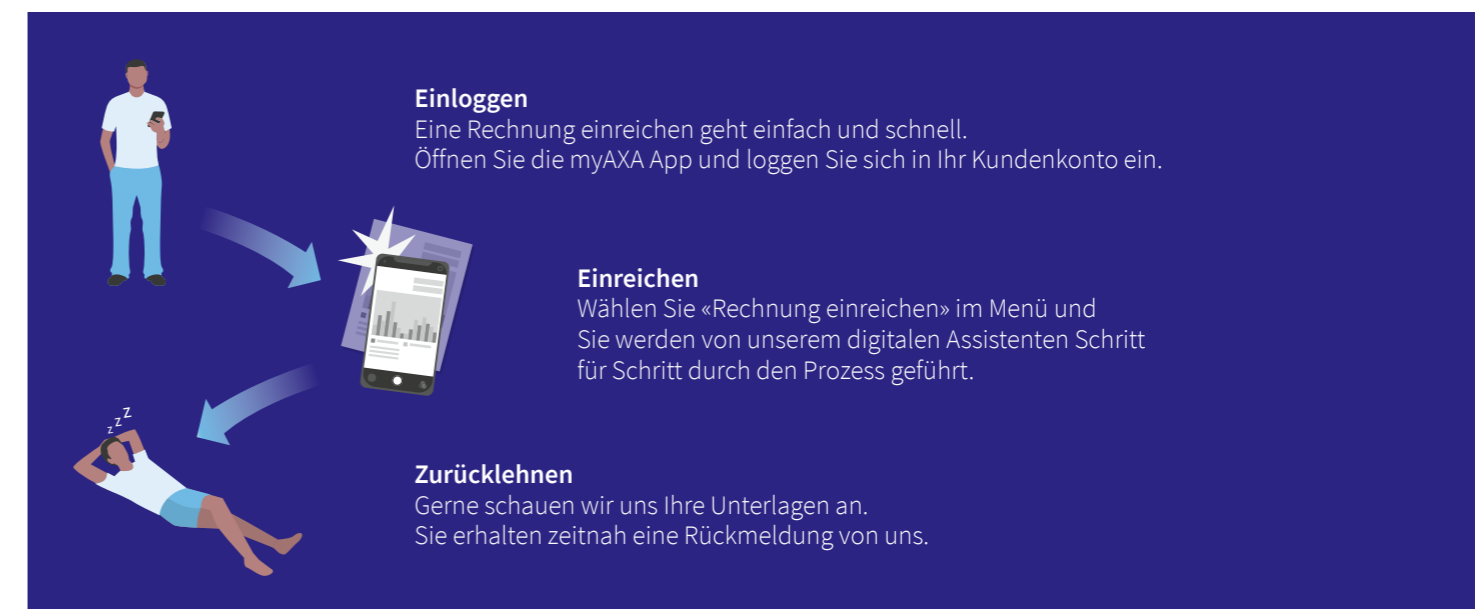 Einloggen
Eine Rechnung einreichen geht einfach und schnell.
Öffnen Sie die myAXA App und loggen Sie sich in Ihr Kundenkonto ein.
Einreichen
Wählen Sie «Rechnung einreichen» im Menü und
Sie werden von unserem digitalen Assistenten Schritt
für Schritt durch den Prozess geführt.
z z Z
Zurücklehnen
Gerne schauen wir uns Ihre Unterlagen an.
Sie erhalten zeitnah eine Rückmeldung von uns.